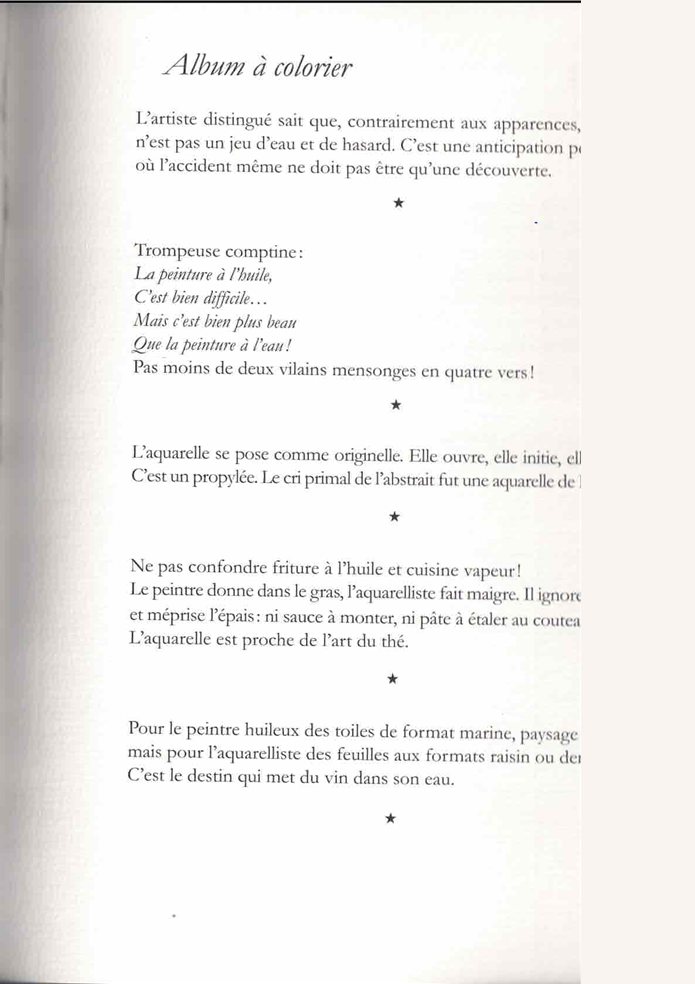 Album à colorier
L'artiste distingué sait que, contrairement aux apparences,
n'est pas un jeu d'eau et de hasard. C'est une anticipation
où l'accident même ne doit pas être qu'une découverte.
★
Trompeuse comptine :
La peinture à l'huile,
C'est bien difficile…
Mais c'est bien plus beau
Que la peinture à l'eau !
Pas moins de deux vilains mensonges en quatre vers !
★
L'aquarelle se pose comme originelle. Elle ouvre, elle initie,
C'est un propylée. Le cri primal de l'abstrait fut une aquarelle de
★
Ne pas confondre friture à l'huile et cuisine vapeur !
Le peintre donne dans le gras, l'aquarelliste fait maigre. Il
et méprise l'épais : ni sauce à monter, ni pâte à étaler au
L'aquarelle est proche de l'art du thé.
★
Pour le peintre huileux des toiles de format marine, paysage
mais pour l'aquarelliste des feuilles aux formats raisin ou
C'est le destin qui met du vin dans son eau.
★